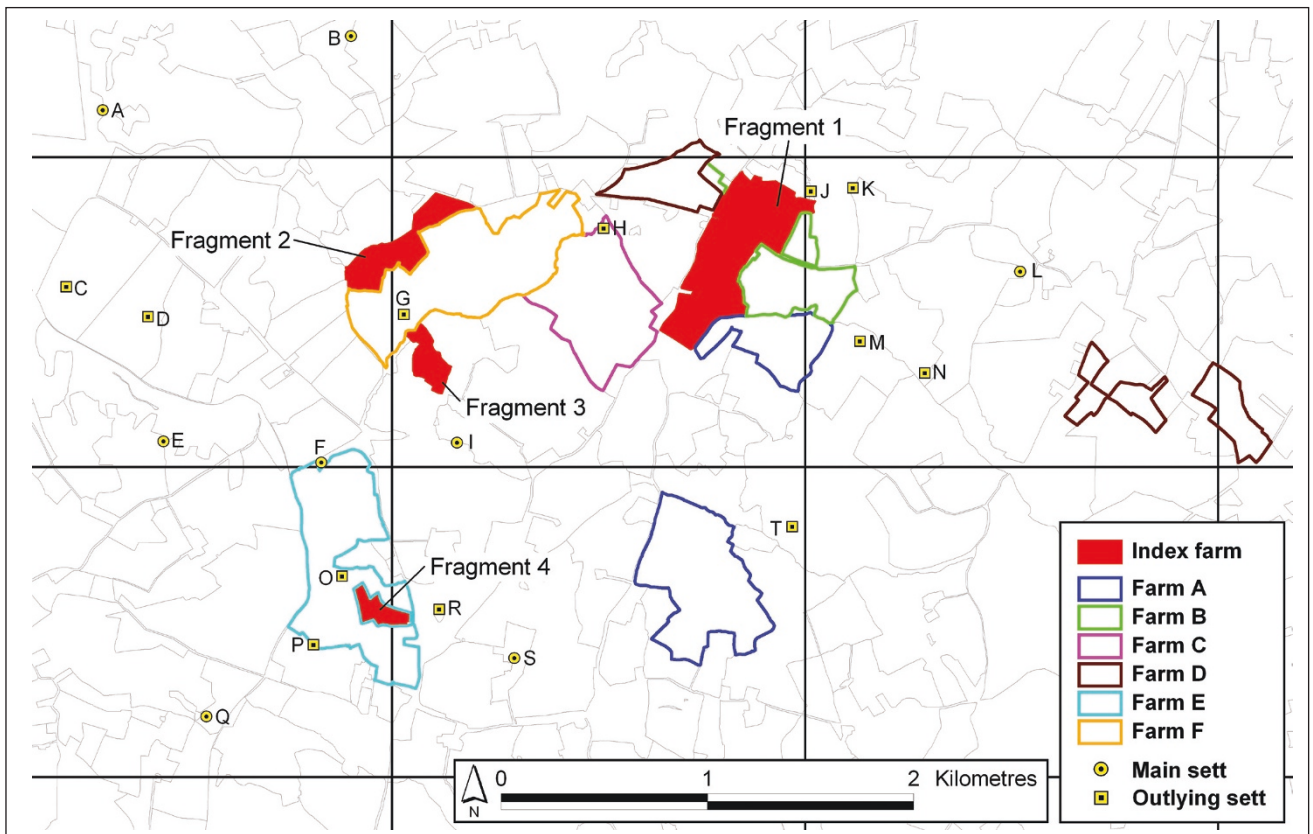 B
A
Fragment 1
J
K
H
Fragment 2
L
C
G
D
M
N
Fragment 3
E
I
F
T
Fragment 4
O
R
P
S
Q
Index farm
Farm A
Farm B
Farm C
Farm D
Farm E
Farm F
Main sett
Outlying sett
0 1 2 Kilometres
N